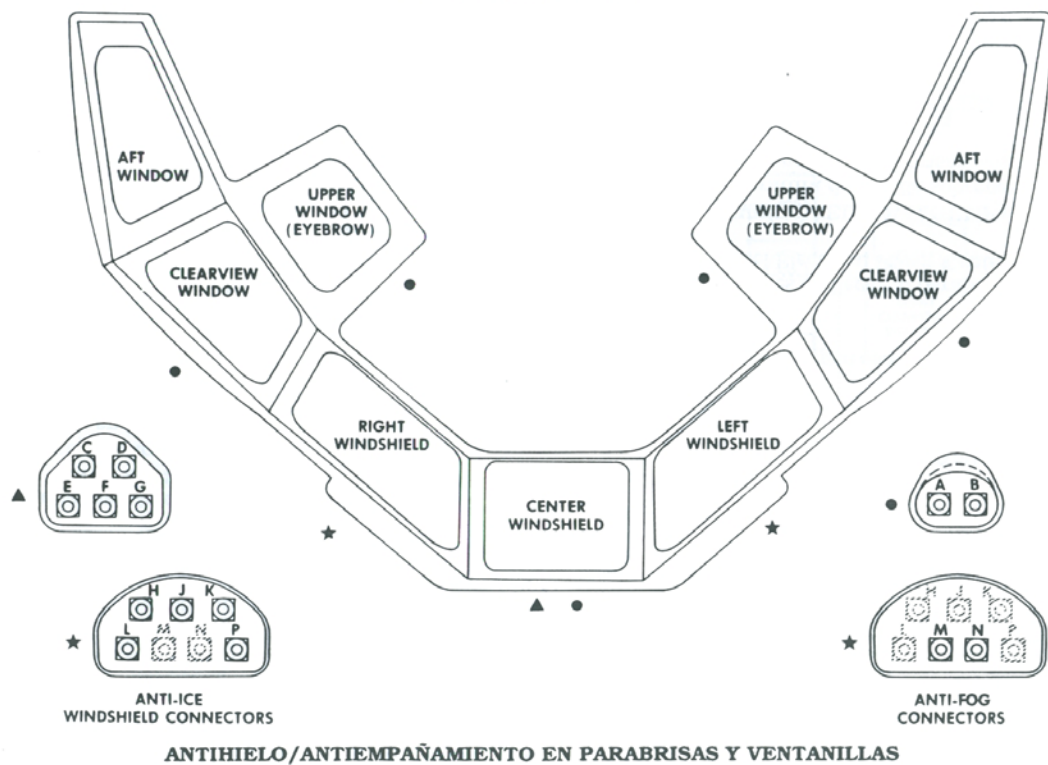 AFT
WINDOW
UPPER
WINDOW
(EYEBROW)
UPPER
WINDOW
(EYEBROW)
AFT
WINDOW
CLEARVIEW
WINDOW
CLEARVIEW
WINDOW
RIGHT
WINDSHIELD
LEFT
WINDSHIELD
CENTER
WINDSHIELD
C D
E F G
A B
H J K
L M N P
H J K
L M N P
ANTI-ICE
WINDSHIELD CONNECTORS
ANTI-FOG
CONNECTORS
ANTIHIELO/ANTIEMPAÑAMIENTO EN PARABRISAS Y VENTANILLAS